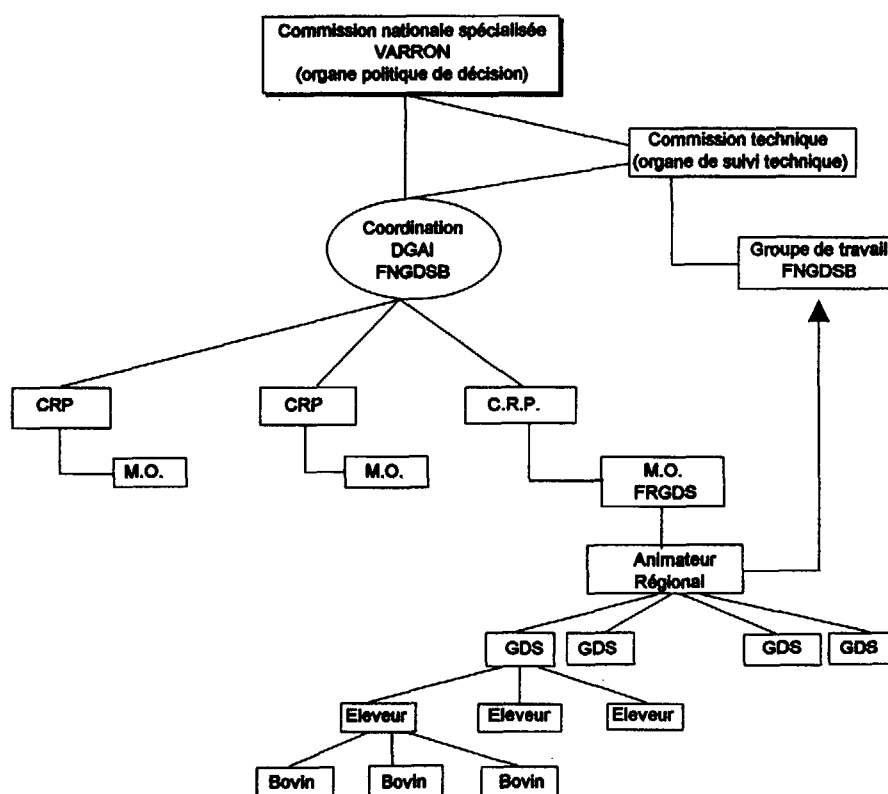 Commission nationale spécialisée
VARRON
(organe politique de décision)
Commission technique
(organe de suivi technique)
Coordination
DGAI
FNGDSB
Groupe de travail
FNGDSB
CRP
CRP
C.R.P.
M.O.
M.O.
M.O.
FRGDS
Animateur
Régional
GDS
GDS
GDS
GDS
Eleveur
Eleveur
Eleveur
Bovin
Bovin
Bovin